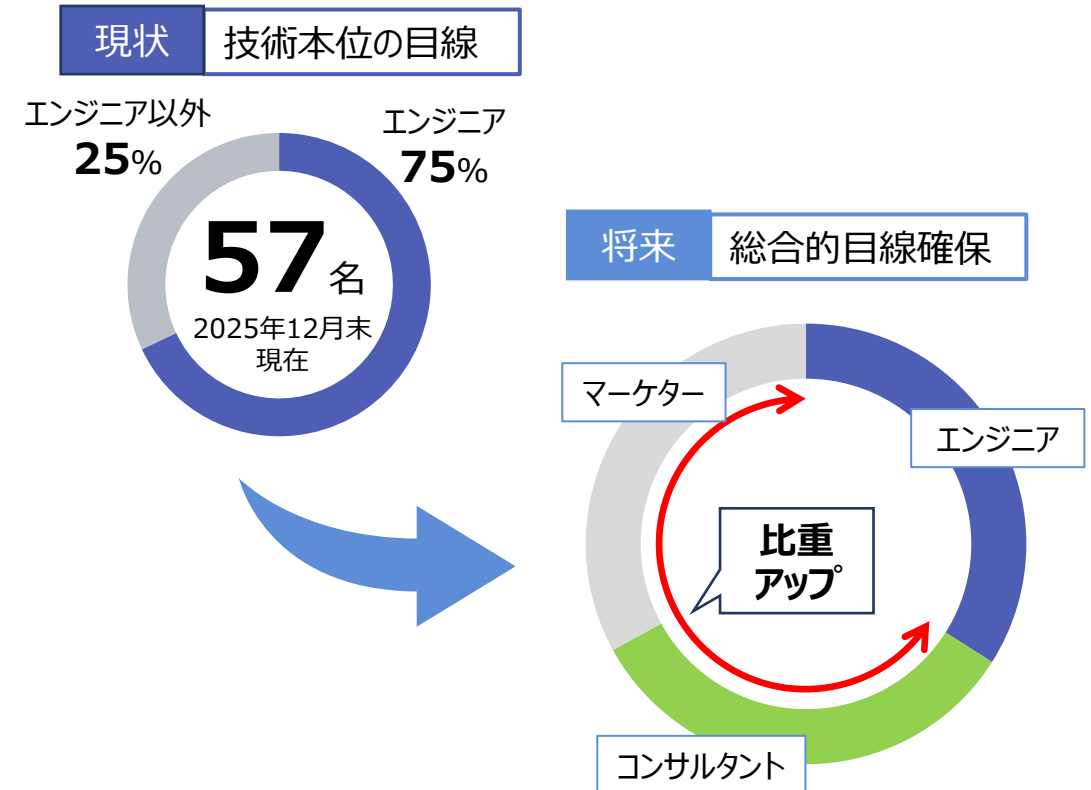 現状 技術本位の目線
エンジニア以外
25%
エンジニア
75%
57名
2025年12月末
現在
将来 総合的目線確保
マーケター
エンジニア
比重
アップ
コンサルタント